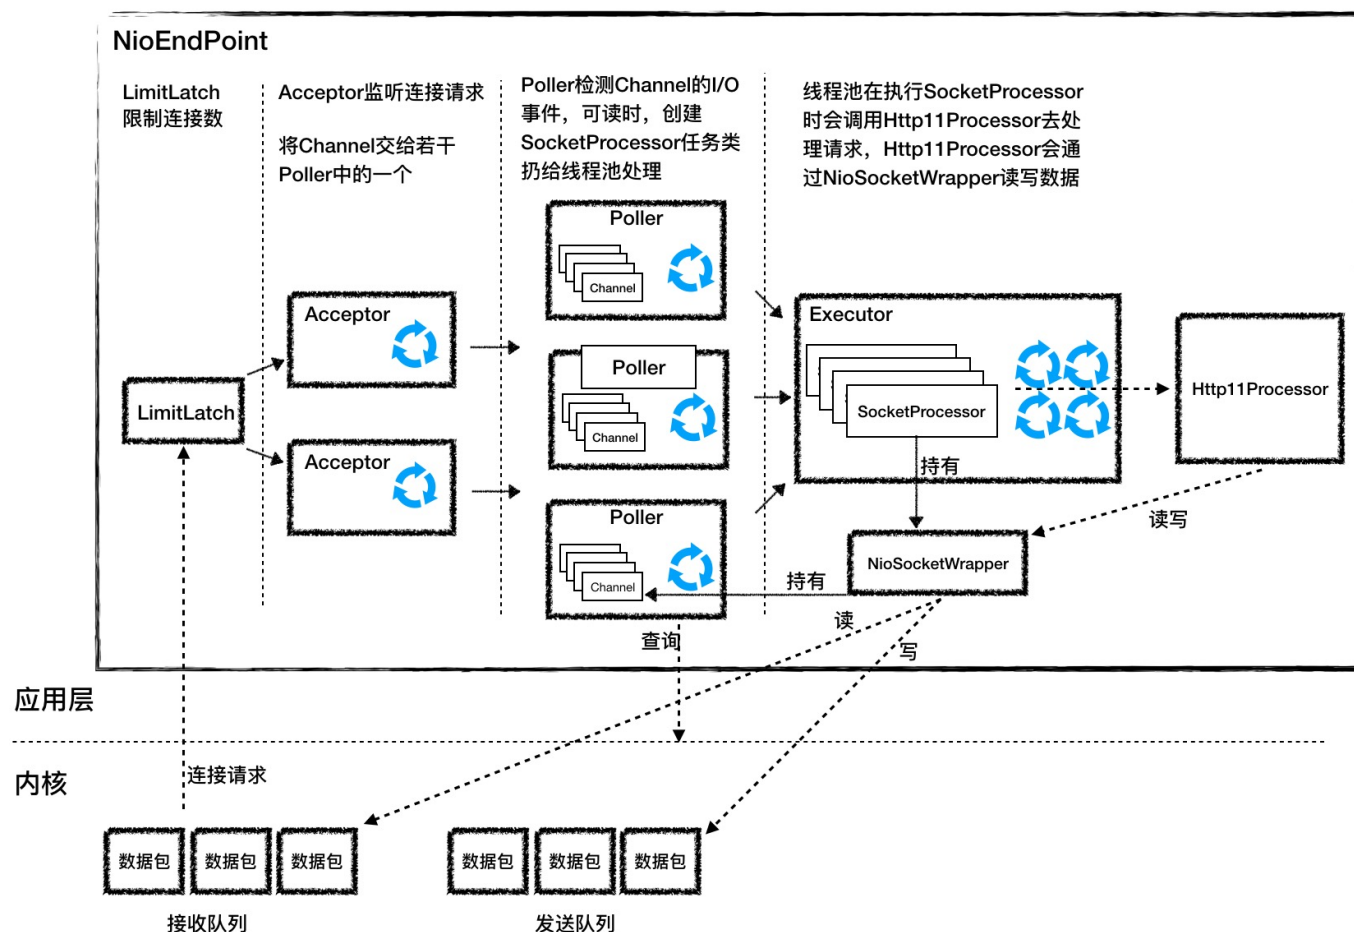 NioEndPoint
LimitLatch
限制连接数
Acceptor监听连接请求
将Channel交给若干
Poller中的一个
Poller检测Channel的I/O
事件，可读时，创建
SocketProcessor任务类
扔给线程池处理
线程池在执行SocketProcessor
时会调用Http11Processor去处
理请求，Http11Processor会通
过NioSocketWrapper读写数据
Poller
Channel
Acceptor
Executor
Poller
Http11Processor
LimitLatch
SocketProcessor
Channel
Acceptor
持有
Poller
读写
NioSocketWrapper
Channel
持有
读
查询
写
应用层
内核
连接请求
数据包
数据包
数据包
数据包
数据包
数据包
接收队列
发送队列